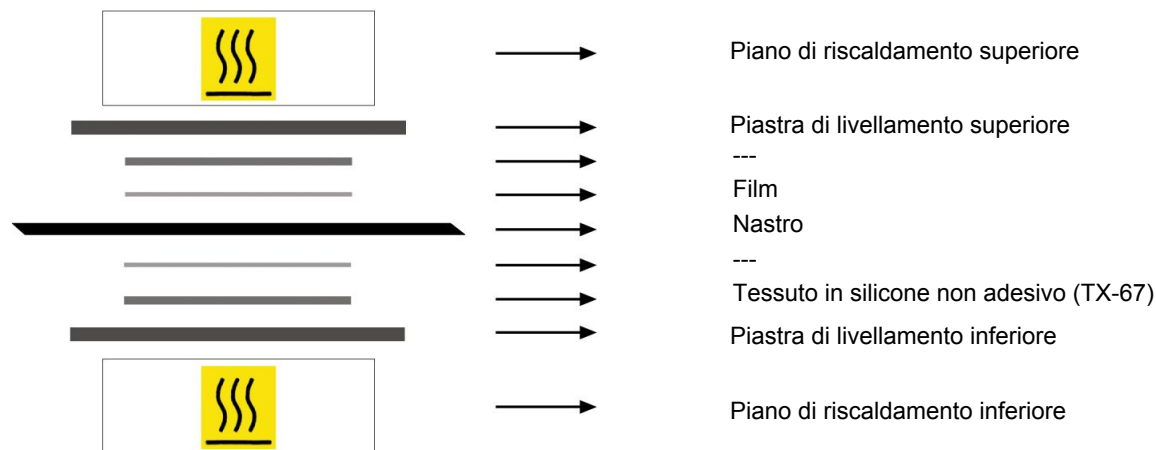 Piano di riscaldamento superiore
Piastra di livellamento superiore
---
Film
Nastro
---
Tessuto in silicone non adesivo (TX-67)
Piastra di livellamento inferiore
Piano di riscaldamento inferiore